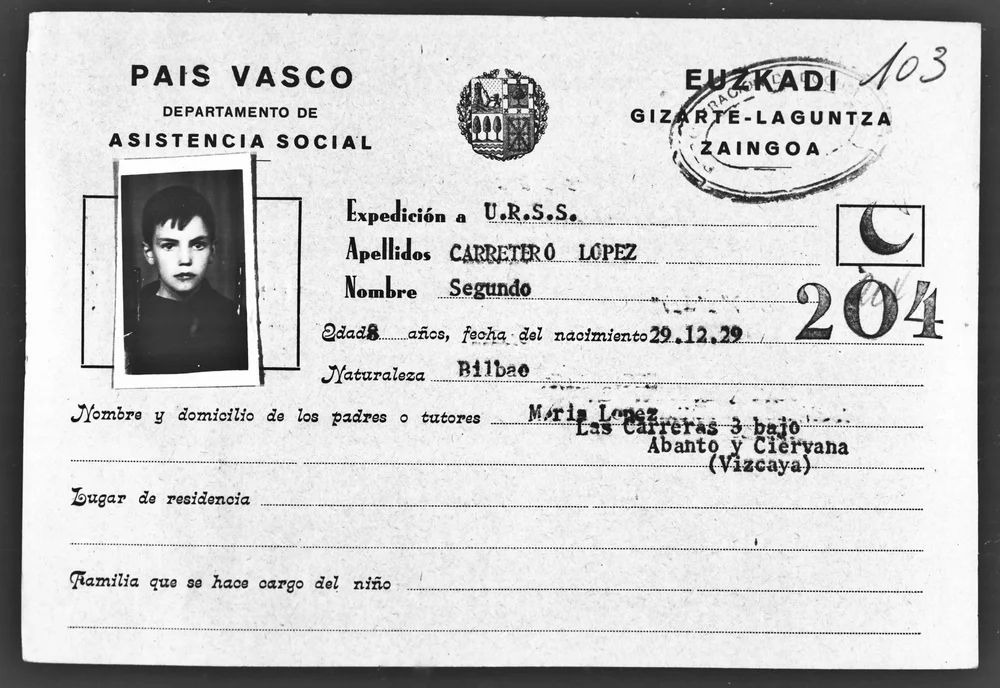 PAIS VASCO
DEPARTAMENTO DE
ASISTENCIA SOCIAL
EUZKADI
GIZARTE-LAGUNTZA
ZAINGOA
103
Expedición a U.R.S.S.
Apellidos CARRETERO LOPEZ
Nombre Segundo
204
Edad 8 años, fecha del nacimiento 29.12.29
Naturaleza Bilbao
Nombre y domicilio de los padres o tutores Maria Lopez
Las Carreras 3 bajo
Abanto y Ciervana
(Vizcaya)
Lugar de residencia
Familia que se hace cargo del niño